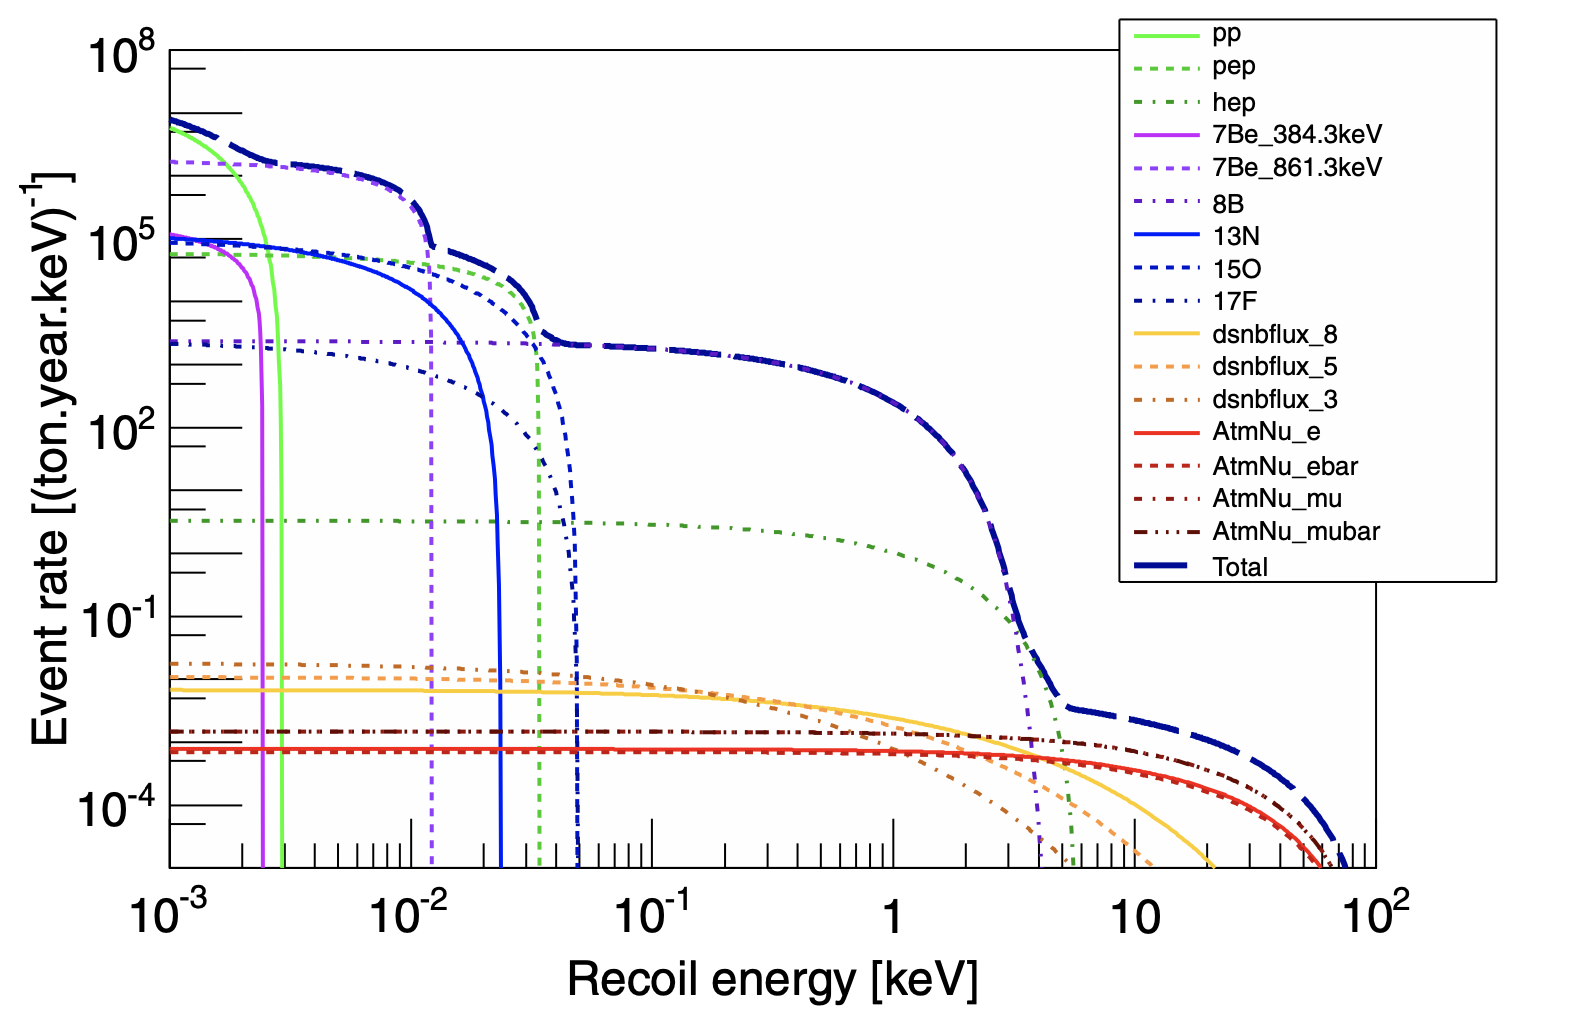 10^8
10^5
10^2
10^-1
10^-4
Event rate [(ton.year.keV)^-1]
pp
pep
hep
7Be_384.3keV
7Be_861.3keV
8B
13N
15O
17F
dsnbflux_8
dsnbflux_5
dsnbflux_3
AtmNu_e
AtmNu_ebar
AtmNu_mu
AtmNu_mubar
Total
10^-3 10^-2 10^-1 1 10 10^2
Recoil energy [keV]